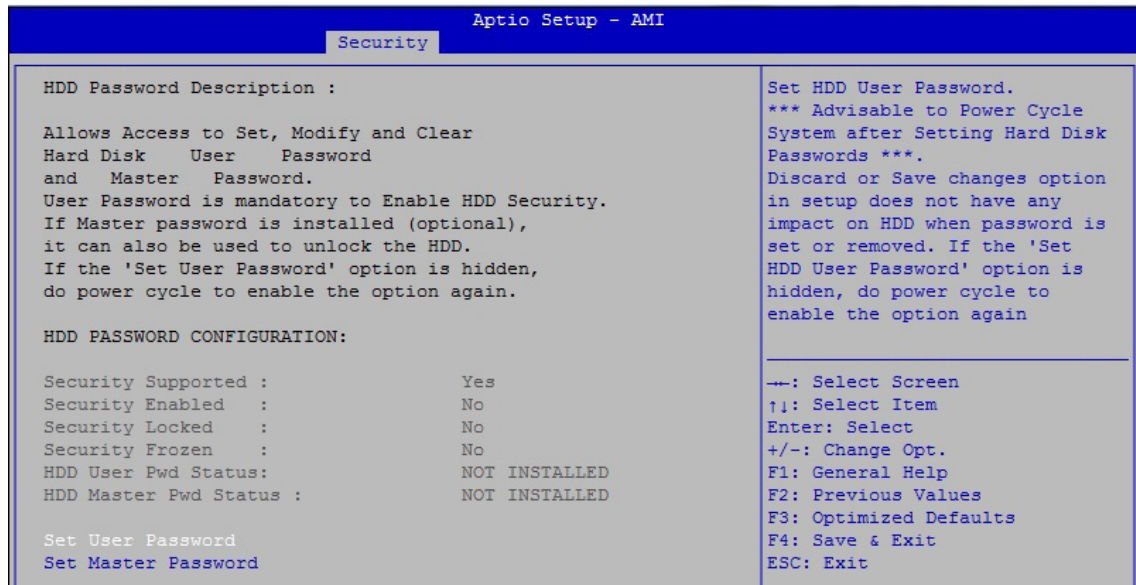 Aptio Setup - AMI
Security
HDD Password Description :
Allows Access to Set, Modify and Clear
Hard Disk User Password
and Master Password.
User Password is mandatory to Enable HDD Security.
If Master password is installed (optional),
it can also be used to unlock the HDD.
If the 'Set User Password' option is hidden,
do power cycle to enable the option again.
HDD PASSWORD CONFIGURATION:
Security Supported : Yes
Security Enabled : No
Security Locked : No
Security Frozen : No
HDD User Pwd Status: NOT INSTALLED
HDD Master Pwd Status : NOT INSTALLED
Set User Password
Set Master Password
Set HDD User Password.
*** Advisable to Power Cycle
System after Setting Hard Disk
Passwords ***.
Discard or Save changes option
in setup does not have any
impact on HDD when password is
set or removed. If the 'Set
HDD User Password' option is
hidden, do power cycle to
enable the option again
→←: Select Screen
↑↓: Select Item
Enter: Select
+/-: Change Opt.
F1: General Help
F2: Previous Values
F3: Optimized Defaults
F4: Save & Exit
ESC: Exit